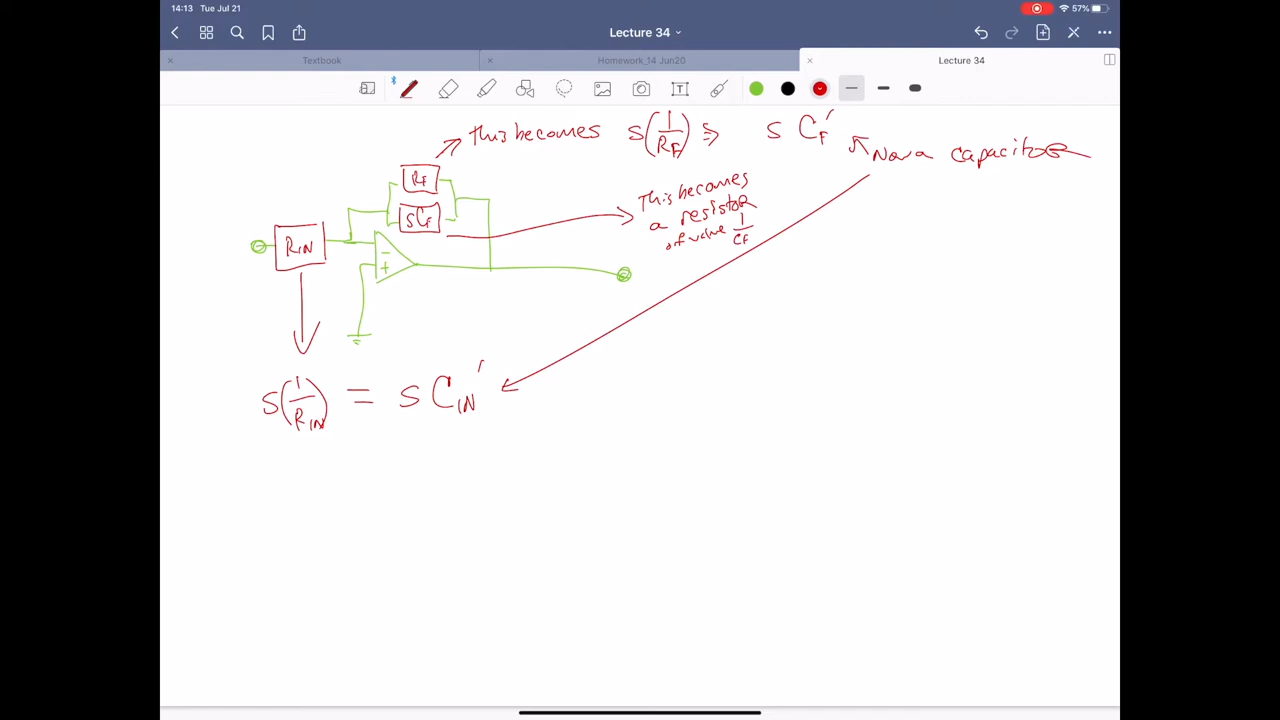 14:13 Tue Jul 21
57%
Lecture 34
Textbook
Homework_14 Jun20
Lecture 34
this becomes s(1/RF) ⇒ s CF'
Now a capacitor
RF
sCF
This becomes
a resistor
of value 1/CF
RIN
-
+
s(1/RIN) = s CIN'